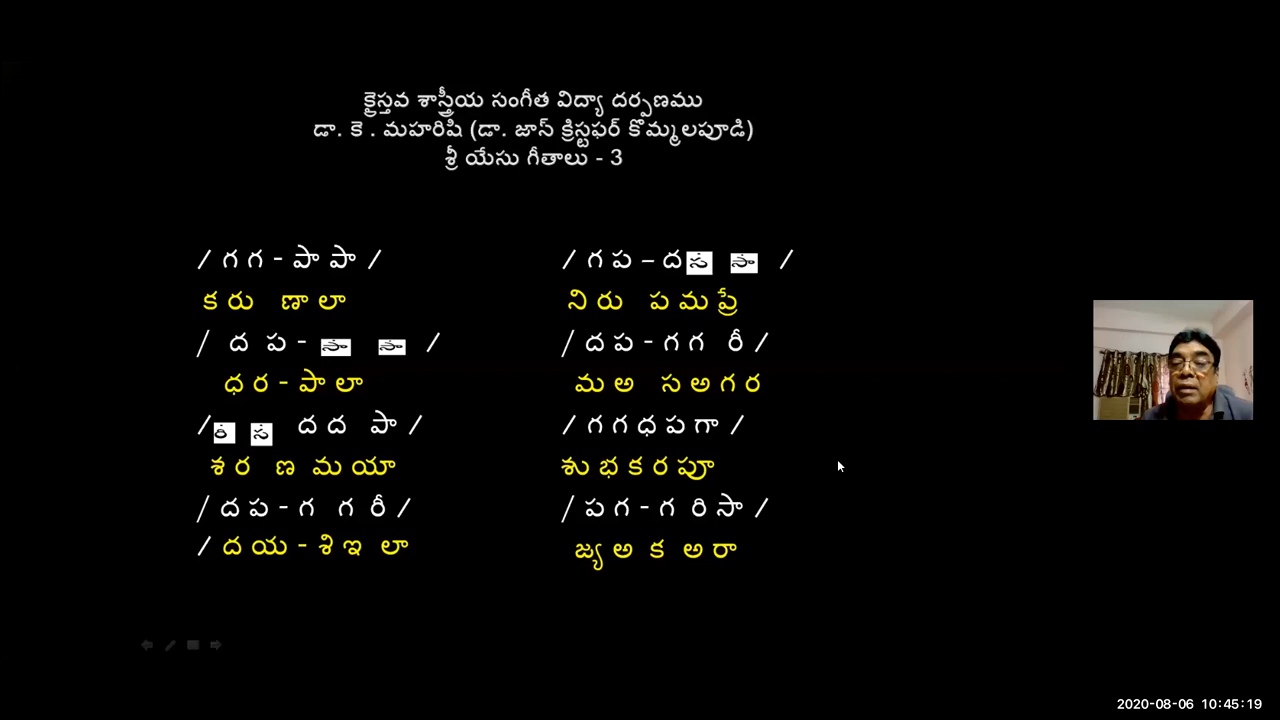 క్రైస్తవ శాస్త్రీయ సంగీత విద్యా దర్పణము
డా. కె . మహరిషి (డా. జాస్ క్రిస్టఫర్ కొమ్మలపూడి)
శ్రీ యేసు గీతాలు - 3
/ గ గ - పా పా /
క రు ణా లా
/ ద ప - సా సా /
ధ ర - పా లా
/ రి స ద ద పా /
శ ర ణ మ యా
/ ద ప - గ గ రీ /
/ ద య - శి ఇ లా
/ గ ప – ద స సా /
ని రు ప మ ప్రే
/ ద ప - గ గ రీ /
మ అ స అ గ ర
/ గ గ ధ ప గా /
శు భ క ర పూ
/ ప గ - గ రి సా /
జ్య అ క అ రా
2020-08-06 10:45:19